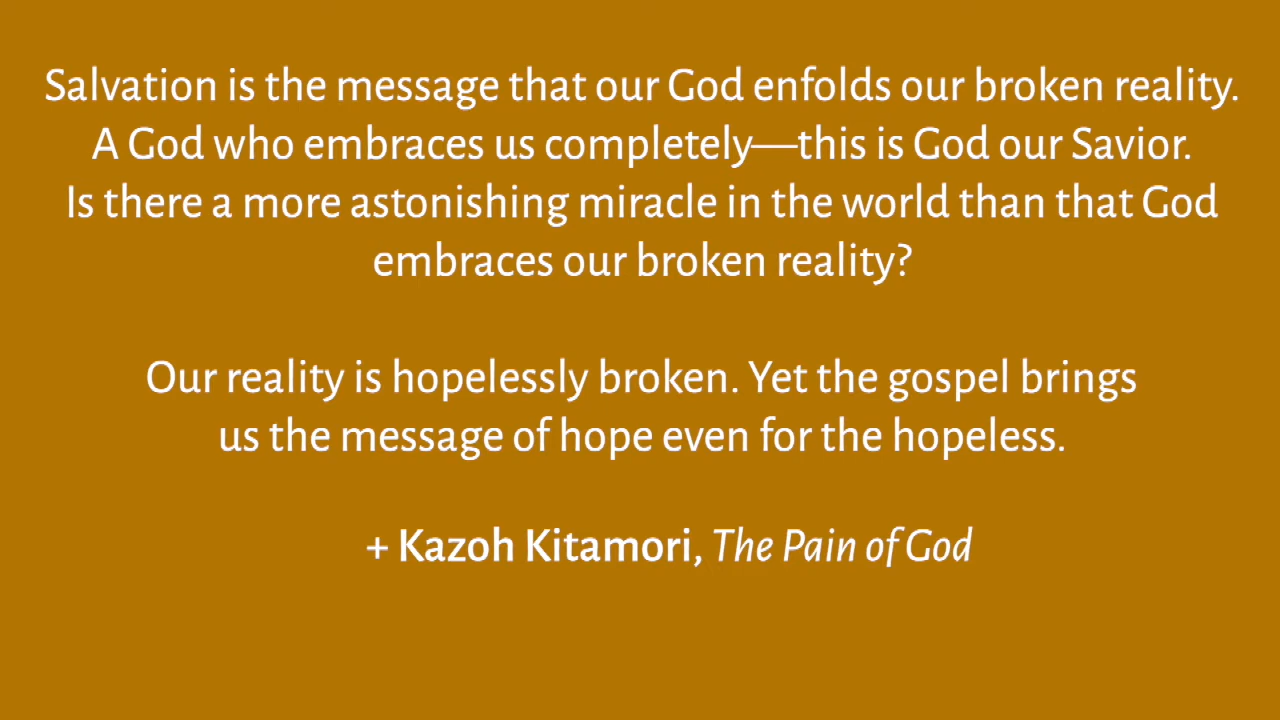 Salvation is the message that our God enfolds our broken reality.
A God who embraces us completely—this is God our Savior.
Is there a more astonishing miracle in the world than that God
embraces our broken reality?
Our reality is hopelessly broken. Yet the gospel brings
us the message of hope even for the hopeless.
+ Kazoh Kitamori, The Pain of God